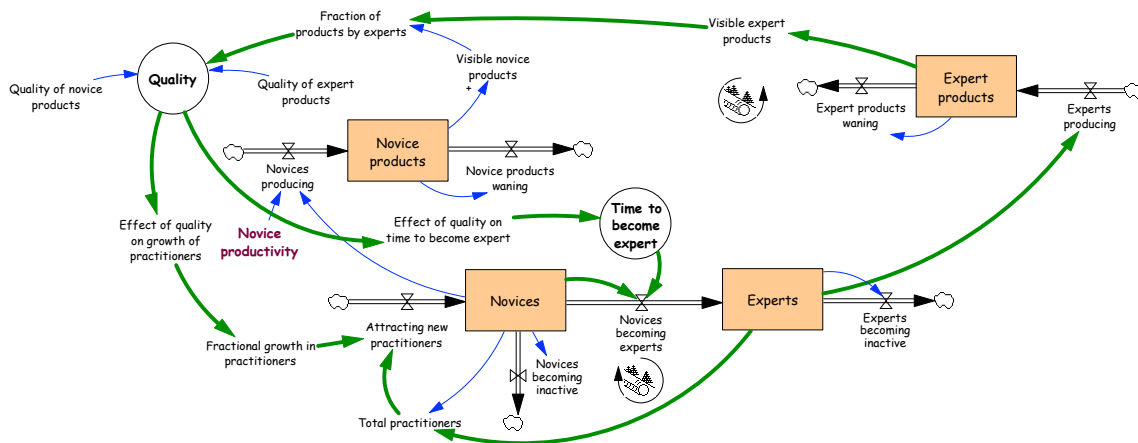 Fraction of
products by experts
Visible expert
products
Quality
Quality of novice
products
Quality of expert
products
Visible novice
products
+
Expert
products
Expert products
waning
Experts
producing
Novice
products
Novices
producing
Novice products
waning
Novice
productivity
Effect of quality
on growth of
practitioners
Effect of quality on
time to become expert
Time to
become
expert
Novices
Experts
Attracting new
practitioners
Novices
becoming
experts
Experts
becoming
inactive
Fractional growth in
practitioners
Novices
becoming
inactive
Total practitioners